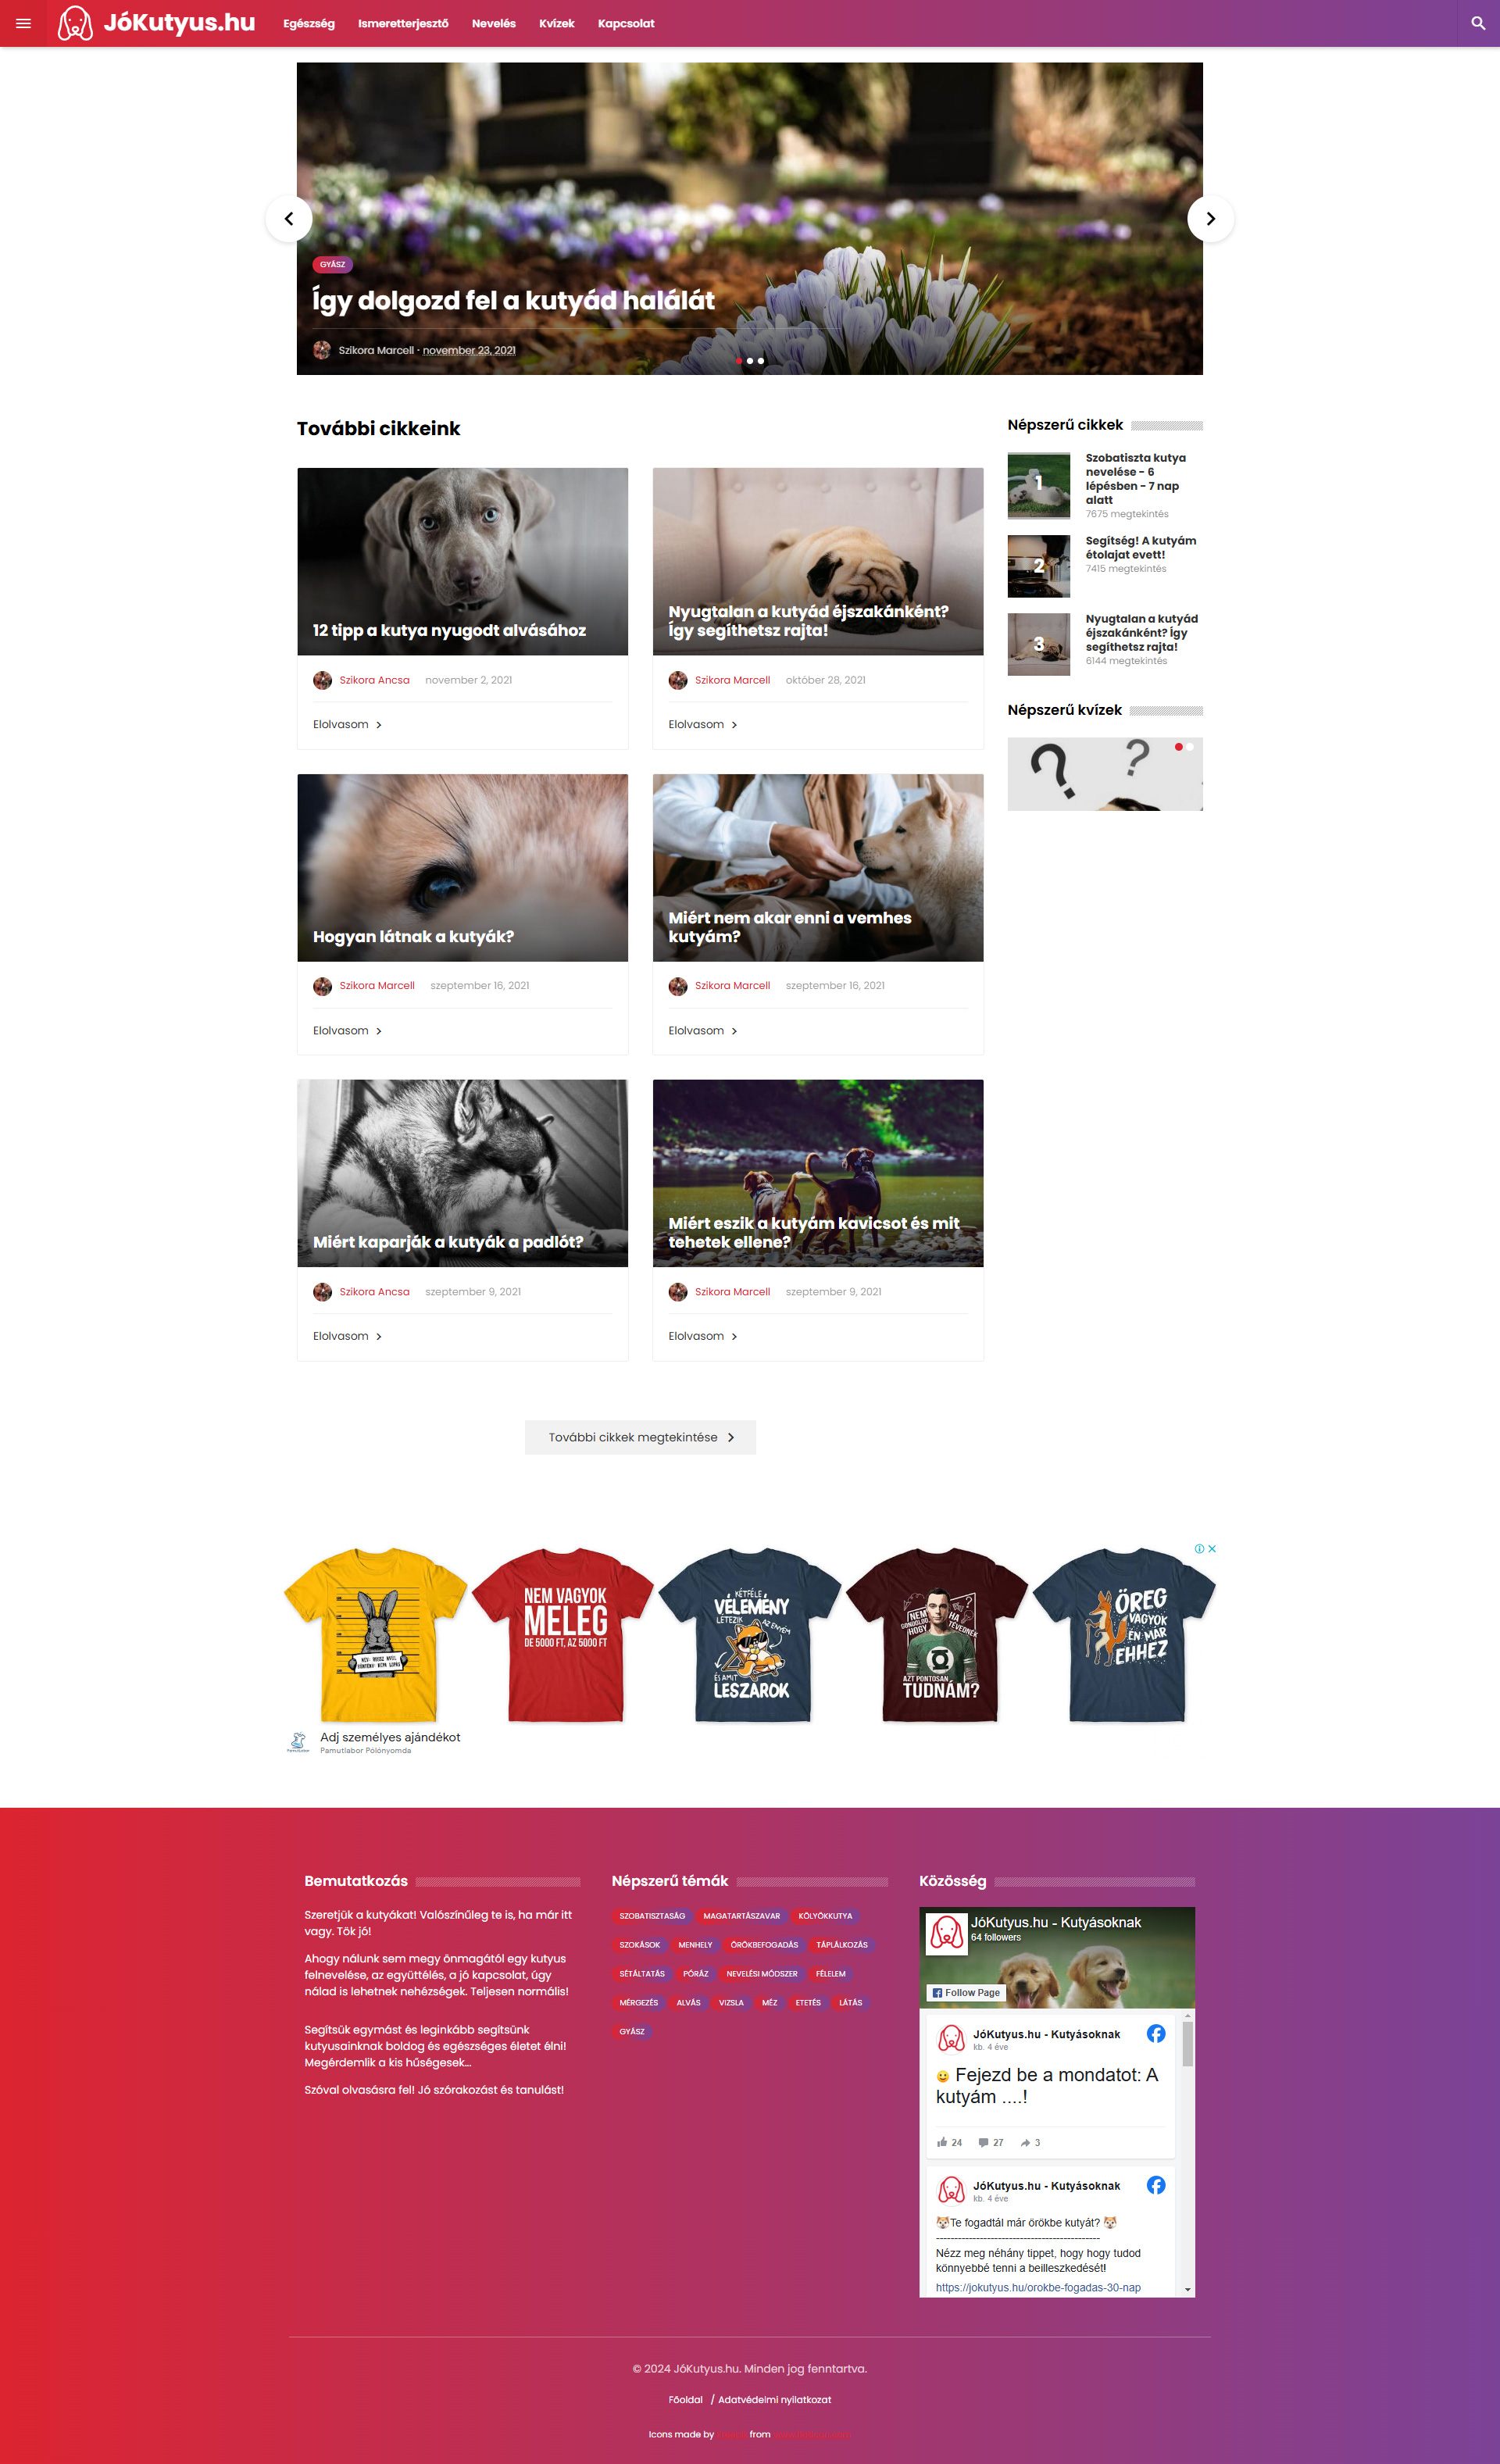 JóKutyus.hu
Egészség
Ismeretterjesztő
Nevelés
Kvízek
Kapcsolat
GYÁSZ
Így dolgozd fel a kutyád halálát
Szikora Marcell · november 23, 2021
További cikkeink
12 tipp a kutya nyugodt alvásához
Szikora Ancsa november 2, 2021
Elolvasom
Nyugtalan a kutyád éjszakánként?
Így segíthetsz rajta!
Szikora Marcell október 28, 2021
Elolvasom
Hogyan látnak a kutyák?
Szikora Marcell szeptember 16, 2021
Elolvasom
Miért nem akar enni a vemhes
kutyám?
Szikora Marcell szeptember 16, 2021
Elolvasom
Miért kaparják a kutyák a padlót?
Szikora Ancsa szeptember 9, 2021
Elolvasom
Miért eszik a kutyám kavicsot és mit
tehetek ellene?
Szikora Marcell szeptember 9, 2021
Elolvasom
További cikkek megtekintése
Népszerű cikkek
1
Szobatiszta kutya
nevelése - 6
lépésben - 7 nap
alatt
7675 megtekintés
2
Segítség! A kutyám
étolajat evett!
7415 megtekintés
3
Nyugtalan a kutyád
éjszakánként? Így
segíthetsz rajta!
6144 megtekintés
Népszerű kvízek
? ?
NEM VAGYOK
MELEG
DE 5000 FT, AZ 5000 FT
KÉTFÉLE
VÉLEMÉNY
LÉTEZIK
AZ ENYÉM
ÉS AMIT
LESZAROK
NEM
GONDOLOD,
HOGY
HA
TÉVEDNÉK
AZT PONTOSAN
TUDNÁM?
ÖREG
VAGYOK
ÉN MÁR
EHHEZ
Adj személyes ajándékot
Pamutlabor Pólónyomda
Bemutatkozás
Szeretjük a kutyákat! Valószínűleg te is, ha már itt
vagy. Tök jó!
Ahogy nálunk sem megy önmagától egy kutyus
felnevelése, az együttélés, a jó kapcsolat, úgy
nálad is lehetnek nehézségek. Teljesen normális!
Segítsük egymást és leginkább segítsünk
kutyusainknak boldog és egészséges életet élni!
Megérdemlik a kis hűségesek...
Szóval olvasásra fel! Jó szórakozást és tanulást!
Népszerű témák
SZOBATISZTASÁG MAGATARTÁSZAVAR KÖLYÖKKUTYA
SZOKÁSOK MENHELY ÖRÖKBEFOGADÁS TÁPLÁLKOZÁS
SÉTÁLTATÁS PÓRÁZ NEVELÉSI MÓDSZER FÉLELEM
MÉRGEZÉS ALVÁS VIZSLA MÉZ ETETÉS LÁTÁS
GYÁSZ
Közösség
JóKutyus.hu - Kutyásoknak
64 followers
Follow Page
JóKutyus.hu - Kutyásoknak
kb. 4 éve
Fejezd be a mondatot: A
kutyám ....!
24 27 3
JóKutyus.hu - Kutyásoknak
kb. 4 éve
Te fogadtál már örökbe kutyát?
---------------------------------------------
Nézz meg néhány tippet, hogy hogy tudod
könnyebbé tenni a beilleszkedését!
https://jokutyus.hu/orokbe-fogadas-30-nap
© 2024 JóKutyus.hu. Minden jog fenntartva.
Főoldal / Adatvédelmi nyilatkozat
Icons made by from